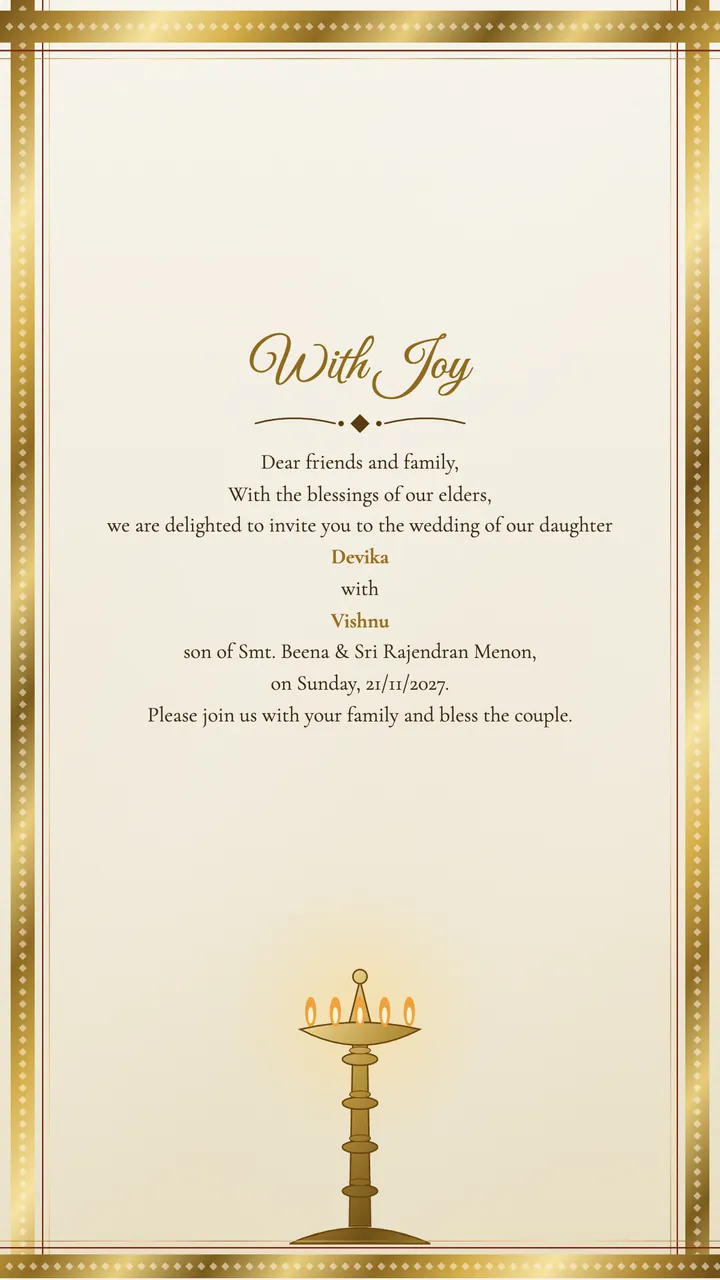 With Joy
Dear friends and family,
With the blessings of our elders,
we are delighted to invite you to the wedding of our daughter
Devika
with
Vishnu
son of Smt. Beena & Sri Rajendran Menon,
on Sunday, 21/11/2027.
Please join us with your family and bless the couple.